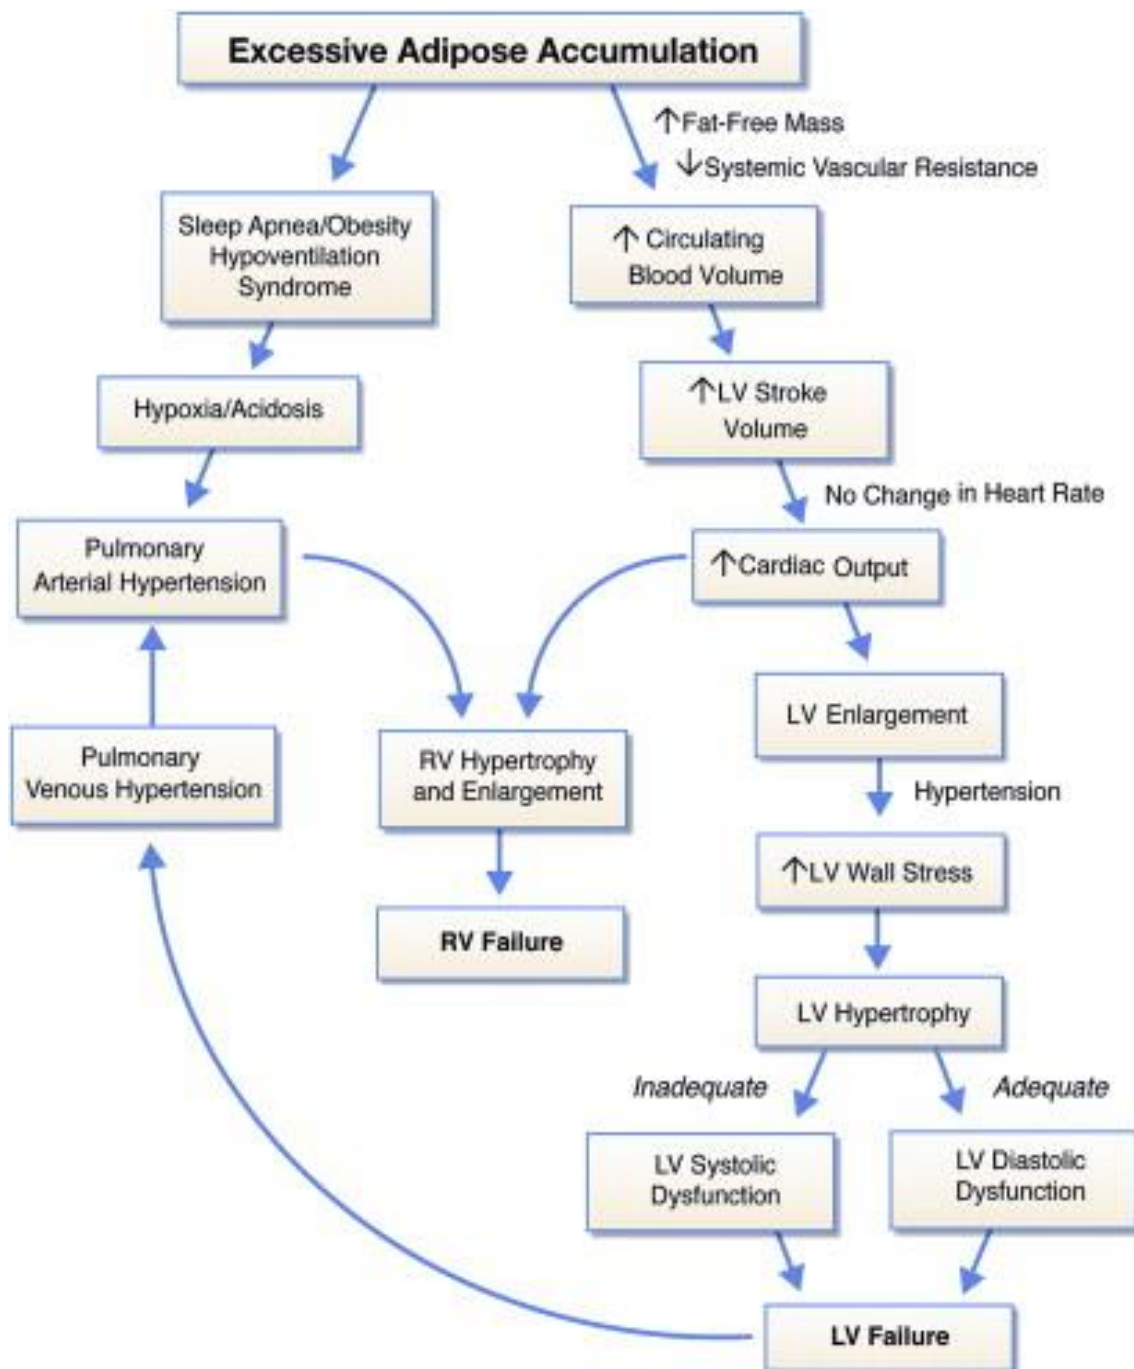 Excessive Adipose Accumulation
↑Fat-Free Mass
↓Systemic Vascular Resistance
Sleep Apnea/Obesity
Hypoventilation
Syndrome
↑ Circulating
Blood Volume
Hypoxia/Acidosis
↑LV Stroke
Volume
No Change in Heart Rate
Pulmonary
Arterial Hypertension
↑Cardiac Output
LV Enlargement
Pulmonary
Venous Hypertension
RV Hypertrophy
and Enlargement
Hypertension
↑LV Wall Stress
RV Failure
LV Hypertrophy
Inadequate
Adequate
LV Systolic
Dysfunction
LV Diastolic
Dysfunction
LV Failure